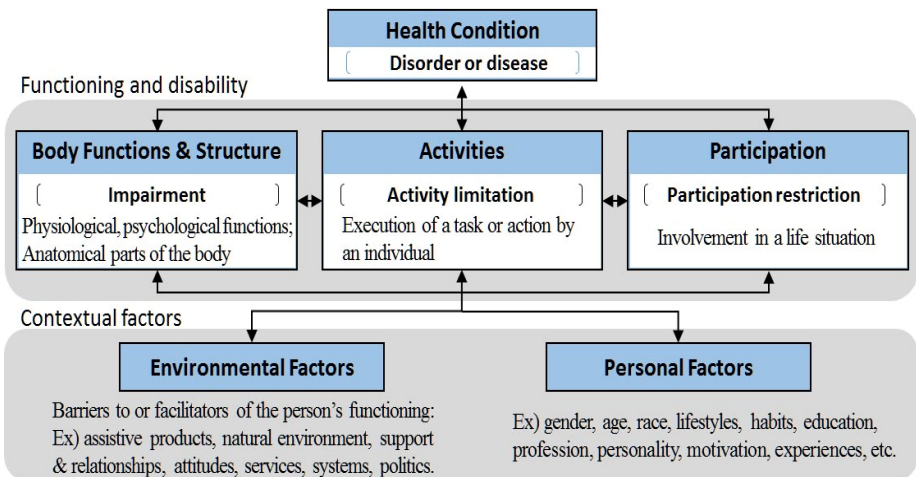 Health Condition
Disorder or disease
Functioning and disability
Body Functions & Structure
Impairment
Physiological, psychological functions;
Anatomical parts of the body
Activities
Activity limitation
Execution of a task or action by
an individual
Participation
Participation restriction
Involvement in a life situation
Contextual factors
Environmental Factors
Barriers to or facilitators of the person's functioning:
Ex) assistive products, natural environment, support
& relationships, attitudes, services, systems, politics.
Personal Factors
Ex) gender, age, race, lifestyles, habits, education,
profession, personality, motivation, experiences, etc.